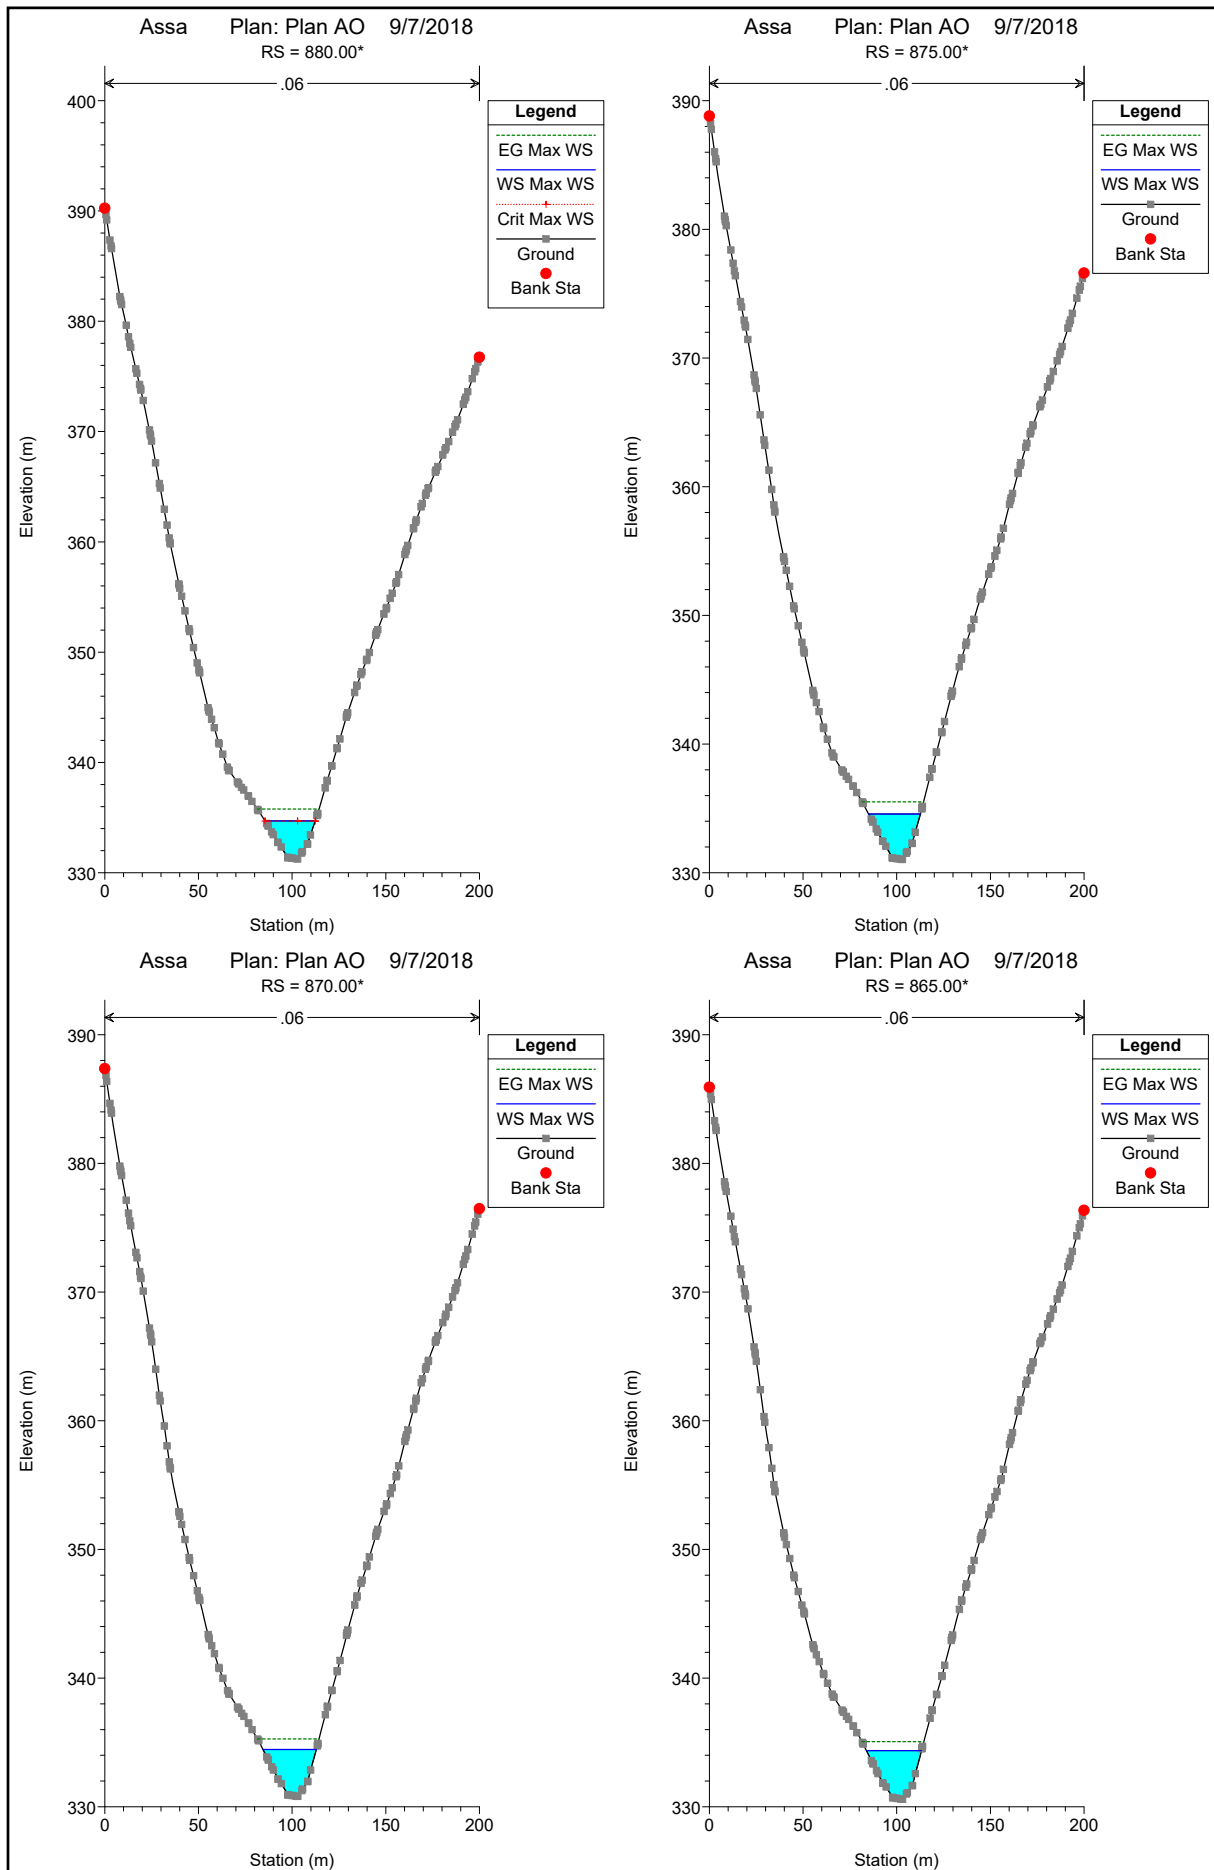 Assa Plan: Plan AO 9/7/2018
RS = 880.00*
.06
Legend
EG Max WS
WS Max WS
Crit Max WS
Ground
Bank Sta
400
390
380
370
360
350
340
330
Elevation (m)
0 50 100 150 200
Station (m)
Assa Plan: Plan AO 9/7/2018
RS = 875.00*
.06
Legend
EG Max WS
WS Max WS
Ground
Bank Sta
390
380
370
360
350
340
330
Elevation (m)
0 50 100 150 200
Station (m)
Assa Plan: Plan AO 9/7/2018
RS = 870.00*
.06
Legend
EG Max WS
WS Max WS
Ground
Bank Sta
390
380
370
360
350
340
330
Elevation (m)
0 50 100 150 200
Station (m)
Assa Plan: Plan AO 9/7/2018
RS = 865.00*
.06
Legend
EG Max WS
WS Max WS
Ground
Bank Sta
390
380
370
360
350
340
330
Elevation (m)
0 50 100 150 200
Station (m)